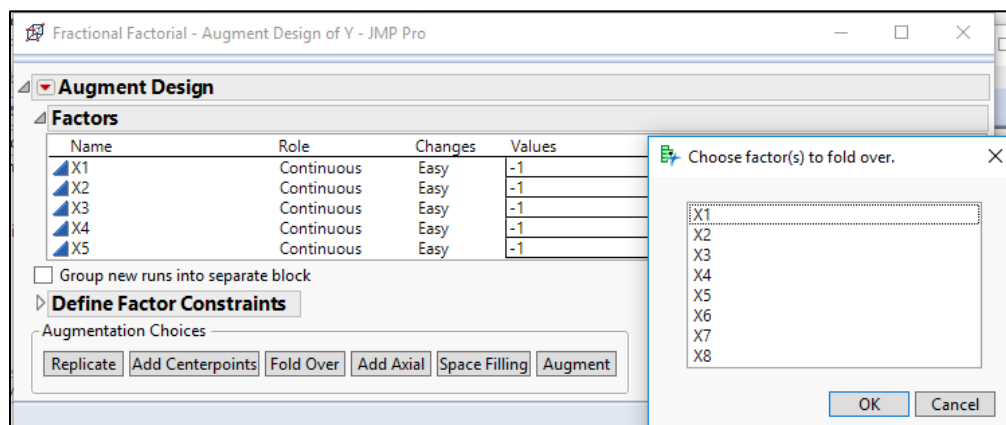 Fractional Factorial - Augment Design of Y - JMP Pro
Augment Design
Factors
Name Role Changes Values
X1 Continuous Easy -1
X2 Continuous Easy -1
X3 Continuous Easy -1
X4 Continuous Easy -1
X5 Continuous Easy -1
Group new runs into separate block
Define Factor Constraints
Augmentation Choices
Replicate Add Centerpoints Fold Over Add Axial Space Filling Augment
Choose factor(s) to fold over.
X1
X2
X3
X4
X5
X6
X7
X8
OK Cancel